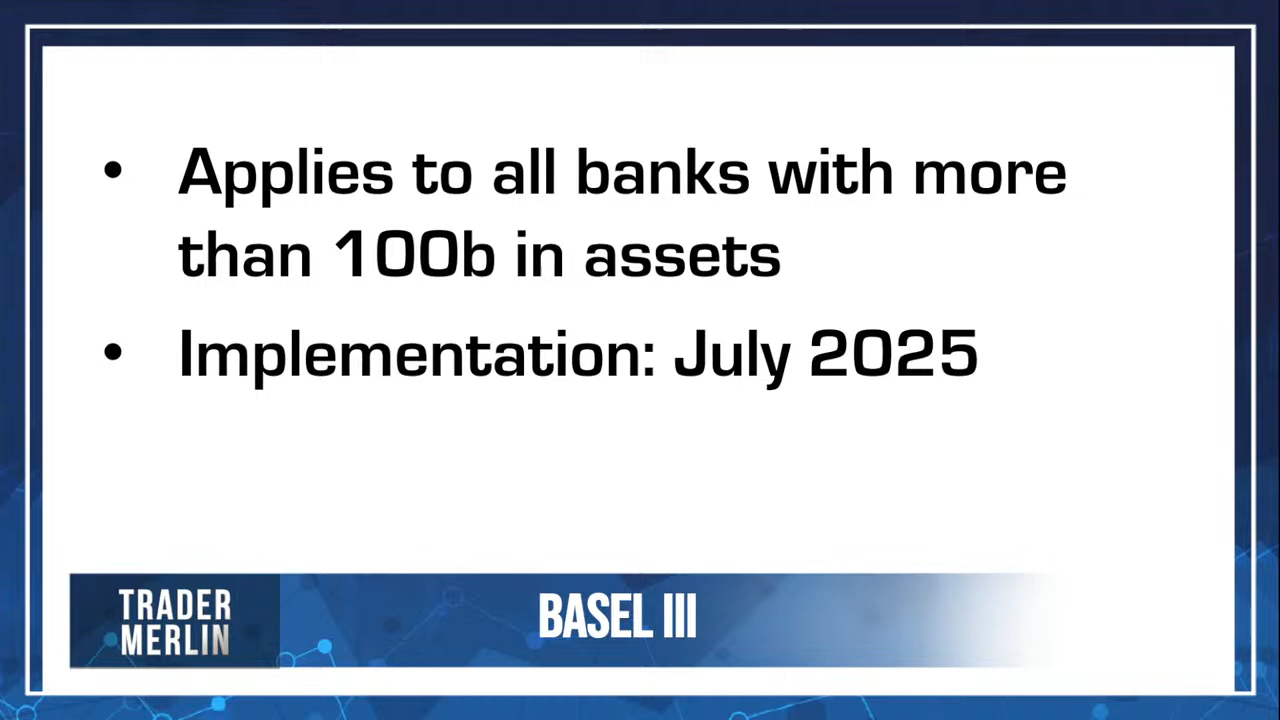 • Applies to all banks with more
than 100b in assets
• Implementation: July 2025
TRADER
MERLIN
BASEL III